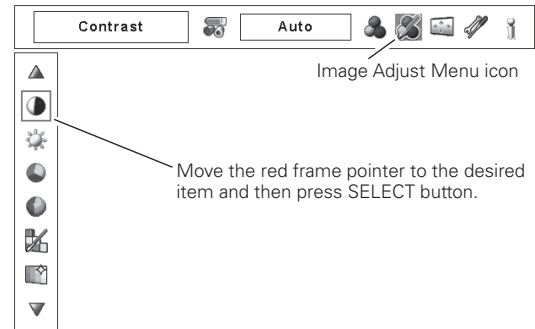 Contrast
Auto
Image Adjust Menu icon
Move the red frame pointer to the desired
item and then press SELECT button.